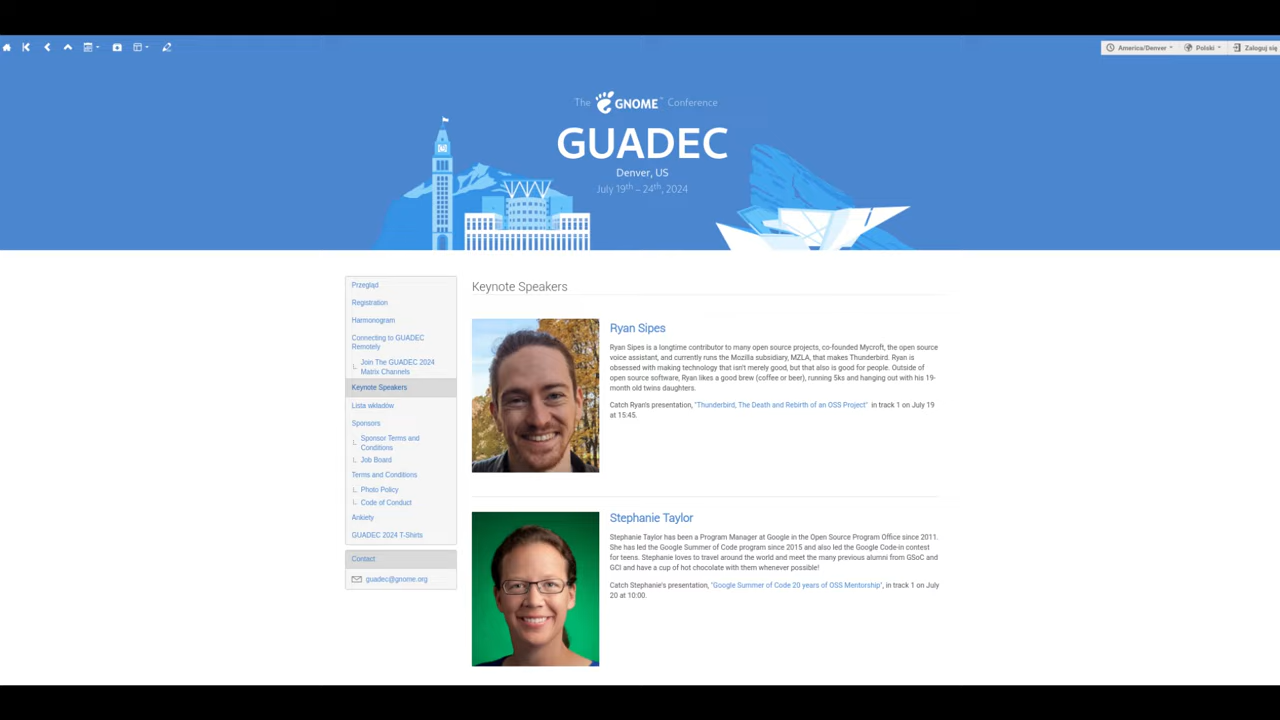 America/Denver
Polski
Zaloguj się
The GNOME™ Conference
GUADEC
Denver, US
July 19th – 24th, 2024
Przegląd
Registration
Harmonogram
Connecting to GUADEC
Remotely
Join The GUADEC 2024
Matrix Channels
Keynote Speakers
Lista wkładów
Sponsors
Sponsor Terms and
Conditions
Job Board
Terms and Conditions
Photo Policy
Code of Conduct
Ankiety
GUADEC 2024 T-Shirts
Contact
guadec@gnome.org
Keynote Speakers
Ryan Sipes
Ryan Sipes is a longtime contributor to many open source projects, co-founded Mycroft, the open source
voice assistant, and currently runs the Mozilla subsidiary, MZLA, that makes Thunderbird. Ryan is
obsessed with making technology that isn't merely good, but that also is good for people. Outside of
open source software, Ryan likes a good brew (coffee or beer), running 5ks and hanging out with his 19-
month old twins daughters.
Catch Ryan's presentation, "Thunderbird, The Death and Rebirth of an OSS Project" in track 1 on July 19
at 15:45.
Stephanie Taylor
Stephanie Taylor has been a Program Manager at Google in the Open Source Program Office since 2011.
She has led the Google Summer of Code program since 2015 and also led the Google Code-in contest
for teens. Stephanie loves to travel around the world and meet the many previous alumni from GSoC and
GCI and have a cup of hot chocolate with them whenever possible!
Catch Stephanie's presentation, "Google Summer of Code 20 years of OSS Mentorship", in track 1 on July
20 at 10:00.